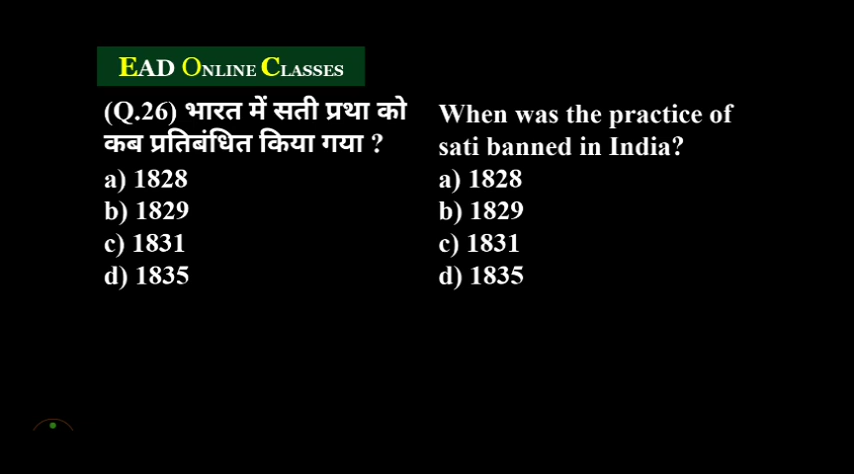 EAD ONLINE CLASSES
(Q.26) भारत में सती प्रथा को
कब प्रतिबंधित किया गया ?
a) 1828
b) 1829
c) 1831
d) 1835
When was the practice of
sati banned in India?
a) 1828
b) 1829
c) 1831
d) 1835